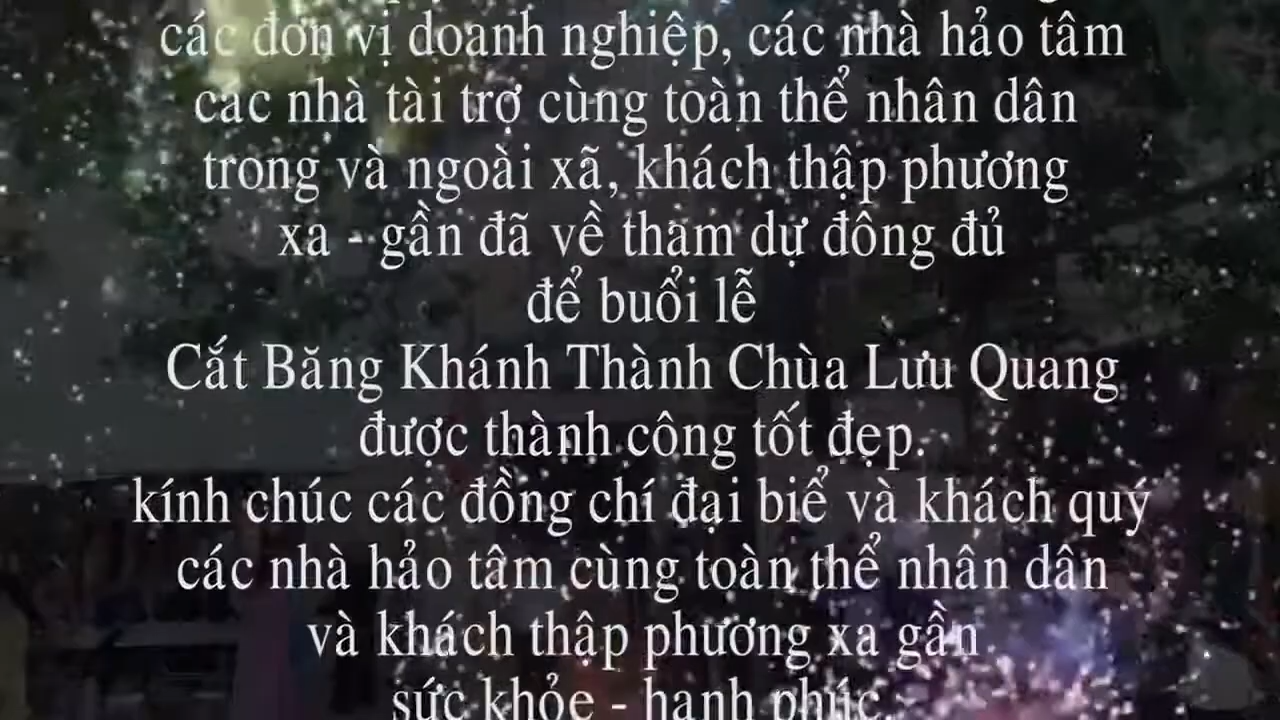 các đơn vị doanh nghiệp, các nhà hảo tâm
các nhà tài trợ cùng toàn thể nhân dân
trong và ngoài xã, khách thập phương
xa - gần đã về tham dự đông đủ
để buổi lễ
Cắt Băng Khánh Thành Chùa Lưu Quang
được thành công tốt đẹp.
kính chúc các đồng chí đại biể và khách quý
các nhà hảo tâm cùng toàn thể nhân dân
và khách thập phương xa gần
sức khỏe - hạnh phúc.